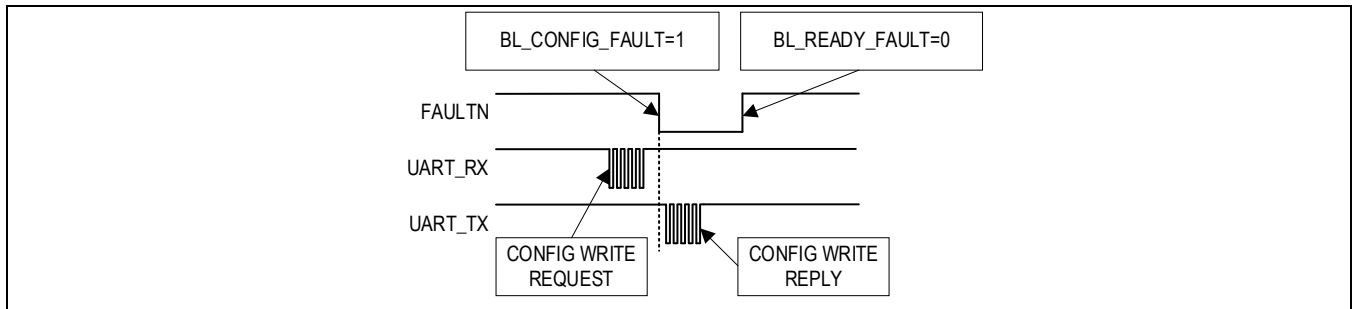 BL_CONFIG_FAULT=1
BL_READY_FAULT=0
FAULTN
UART_RX
UART_TX
CONFIG WRITE
REQUEST
CONFIG WRITE
REPLY